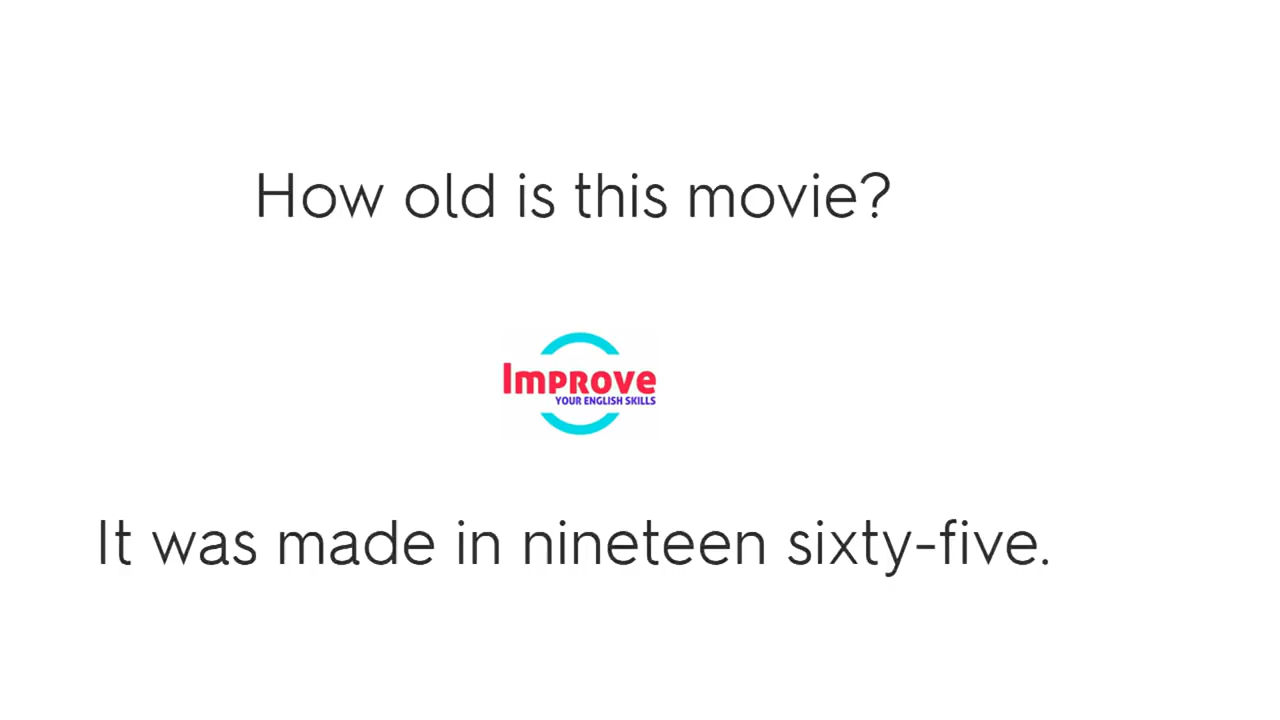 How old is this movie?
Improve
YOUR ENGLISH SKILLS
It was made in nineteen sixty-five.